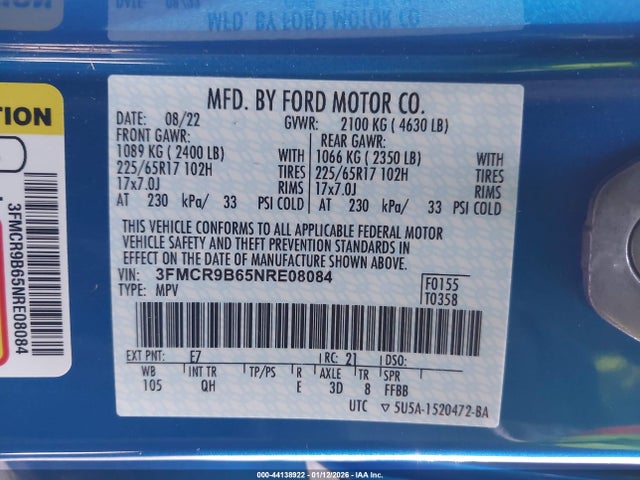 MFD. BY FORD MOTOR CO.
DATE: 08/22 GVWR: 2100 KG ( 4630 LB)
FRONT GAWR: REAR GAWR:
1089 KG ( 2400 LB) WITH 1066 KG ( 2350 LB) WITH
225/65R17 102H TIRES 225/65R17 102H TIRES
17x7.0J RIMS 17x7.0J RIMS
AT 230 kPa/ 33 PSI COLD AT 230 kPa/ 33 PSI COLD
THIS VEHICLE CONFORMS TO ALL APPLICABLE FEDERAL MOTOR
VEHICLE SAFETY AND THEFT PREVENTION STANDARDS IN
EFFECT ON THE DATE OF MANUFACTURE SHOWN ABOVE.
VIN: 3FMCR9B65NRE08084 F0155
TYPE: MPV T0358
EXT PNT: E7 RC: 21 DSO:
WB INT TR TP/PS R AXLE TR SPR
105 QH E 3D 8 FFBB
UTC 5U5A-1520472-BA
TION
3FMCR9B65NRE08084
MFD. BY FORD MOTOR CO
000-44138922 - 01/12/2026 - IAA Inc.